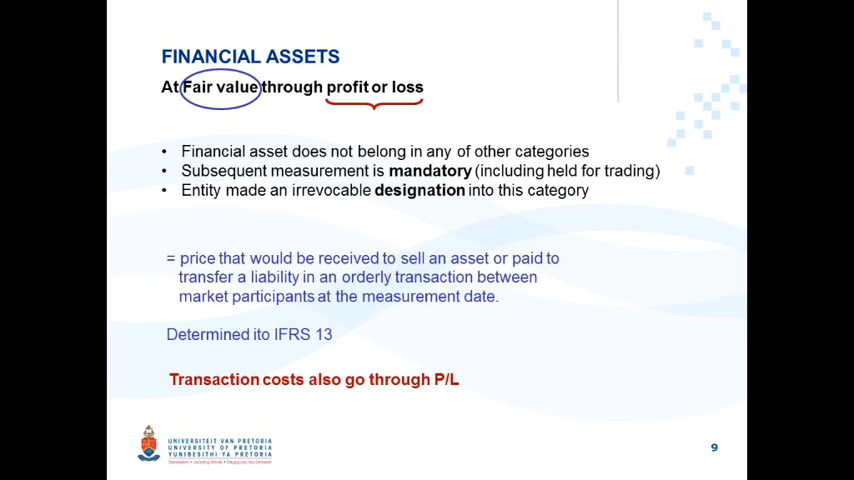 FINANCIAL ASSETS
At Fair value through profit or loss
• Financial asset does not belong in any of other categories
• Subsequent measurement is mandatory (including held for trading)
• Entity made an irrevocable designation into this category
= price that would be received to sell an asset or paid to
transfer a liability in an orderly transaction between
market participants at the measurement date.
Determined ito IFRS 13
Transaction costs also go through P/L
UNIVERSITEIT VAN PRETORIA
UNIVERSITY OF PRETORIA
YUNIBESITHI YA PRETORIA
9